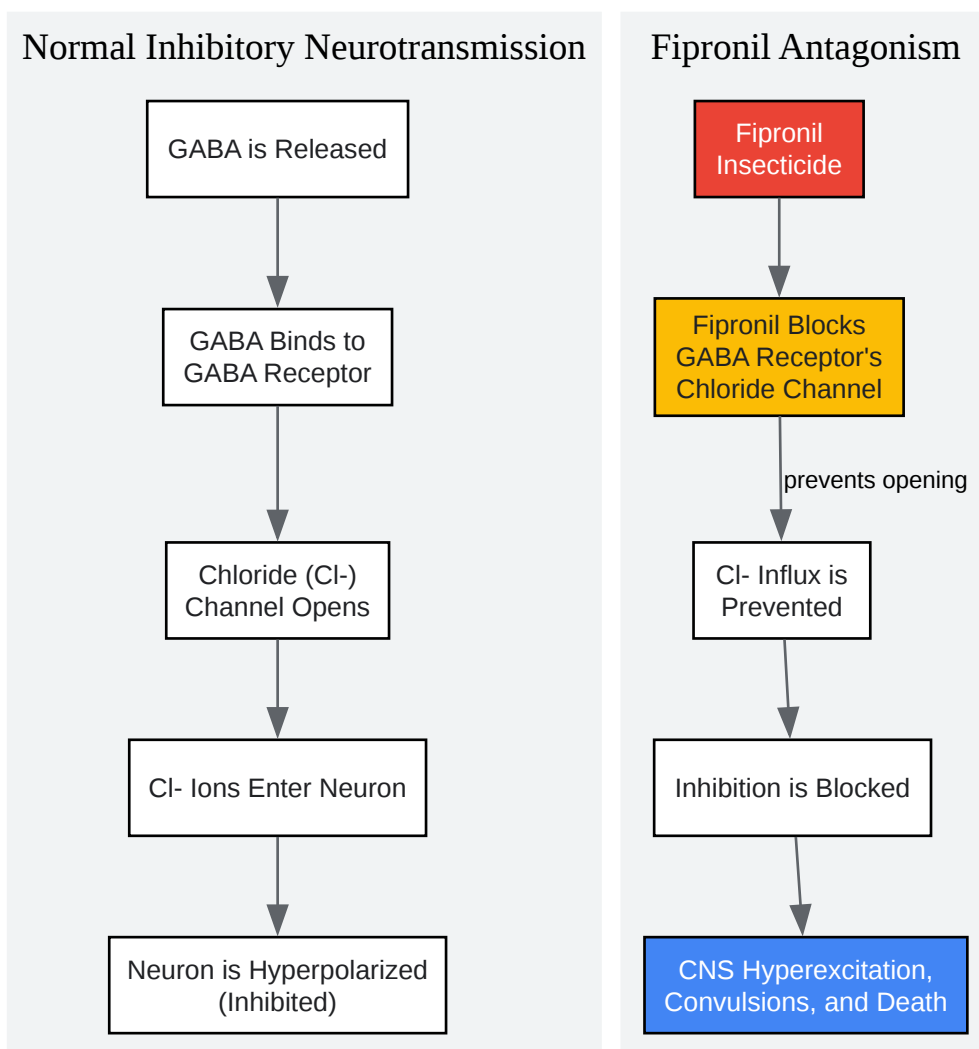 Normal Inhibitory Neurotransmission
GABA is Released
GABA Binds to
GABA Receptor
Chloride (Cl-)
Channel Opens
Cl- Ions Enter Neuron
Neuron is Hyperpolarized
(Inhibited)
Fipronil Antagonism
Fipronil
Insecticide
Fipronil Blocks
GABA Receptor's
Chloride Channel
prevents opening
Cl- Influx is
Prevented
Inhibition is Blocked
CNS Hyperexcitation,
Convulsions, and Death